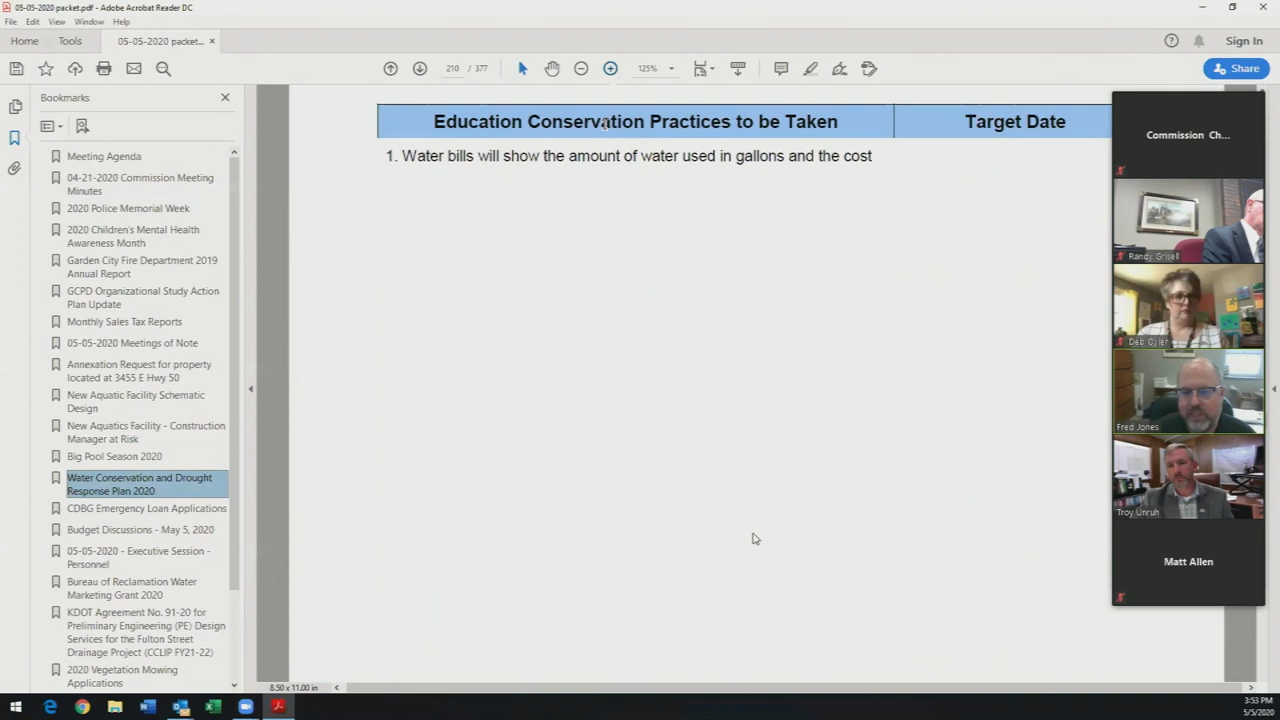 05-05-2020 packet.pdf - Adobe Acrobat Reader DC
File Edit View Window Help
Home Tools 05-05-2020 packet... ×
Sign In
210 / 377 125%
Share
Bookmarks
Meeting Agenda
04-21-2020 Commission Meeting
Minutes
2020 Police Memorial Week
2020 Children's Mental Health
Awareness Month
Garden City Fire Department 2019
Annual Report
GCPD Organizational Study Action
Plan Update
Monthly Sales Tax Reports
05-05-2020 Meetings of Note
Annexation Request for property
located at 3455 E Hwy 50
New Aquatic Facility Schematic
Design
New Aquatics Facility - Construction
Manager at Risk
Big Pool Season 2020
Water Conservation and Drought
Response Plan 2020
CDBG Emergency Loan Applications
Budget Discussions - May 5, 2020
05-05-2020 - Executive Session -
Personnel
Bureau of Reclamation Water
Marketing Grant 2020
KDOT Agreement No. 91-20 for
Preliminary Engineering (PE) Design
Services for the Fulton Street
Drainage Project (CCLIP FY21-22)
2020 Vegetation Mowing
Applications
Education Conservation Practices to be Taken Target Date
1. Water bills will show the amount of water used in gallons and the cost
8.50 x 11.00 in
Commission Ch...
Randy Grisell
Deb Oyler
Fred Jones
Troy Unruh
Matt Allen
3:53 PM
5/5/2020